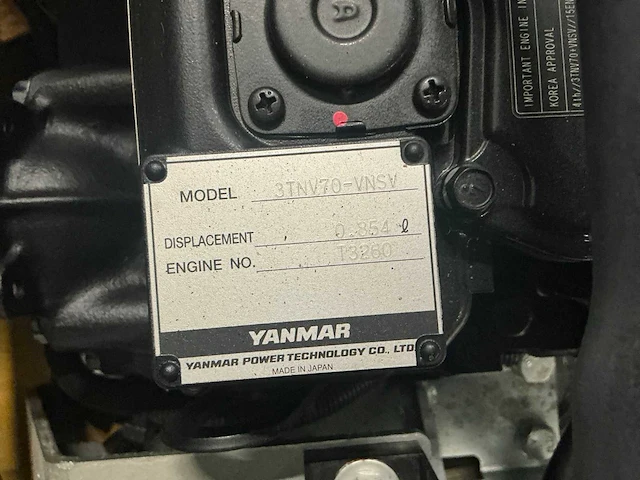 MODEL 3TNV70-VNSV
DISPLACEMENT 0.854 ℓ
ENGINE NO. T3260
YANMAR
YANMAR POWER TECHNOLOGY CO., LTD.
MADE IN JAPAN
IMPORTANT ENGINE IN
KOREA APPROVAL